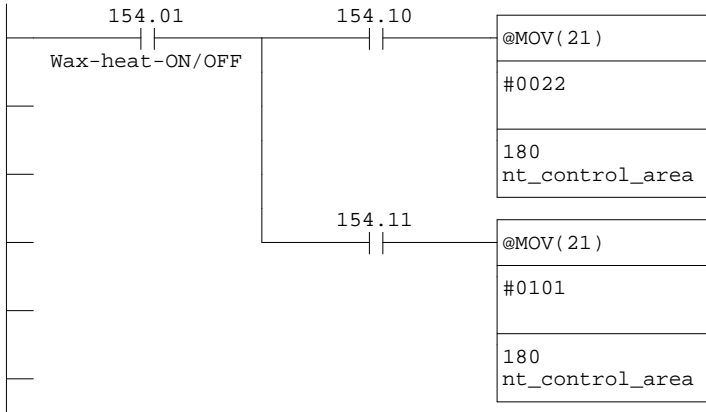 154.01
154.10
@MOV(21)
Wax-heat-ON/OFF
#0022
180
nt_control_area
154.11
@MOV(21)
#0101
180
nt_control_area